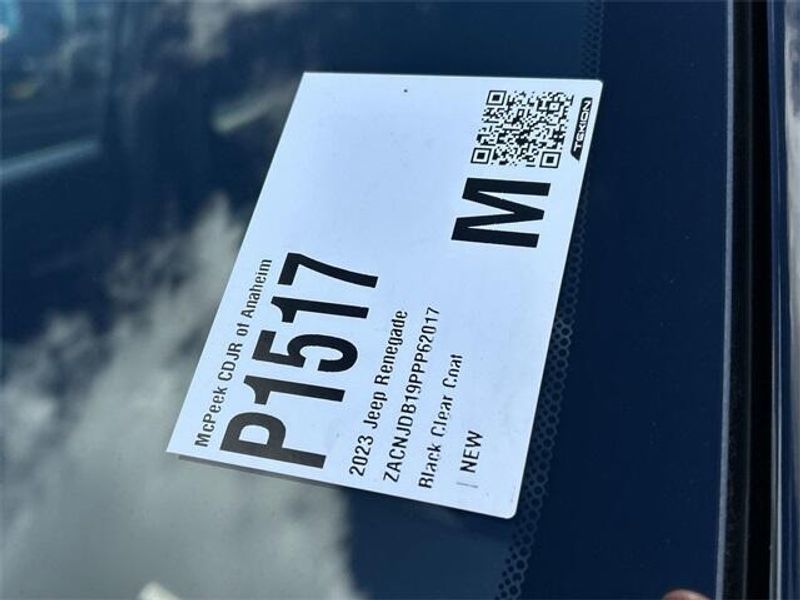 McPeek CDJR of Anaheim
P1517
2023 Jeep Renegade
ZACNJDB19PPP62017
Black Clear Coat
NEW
M
TEKION